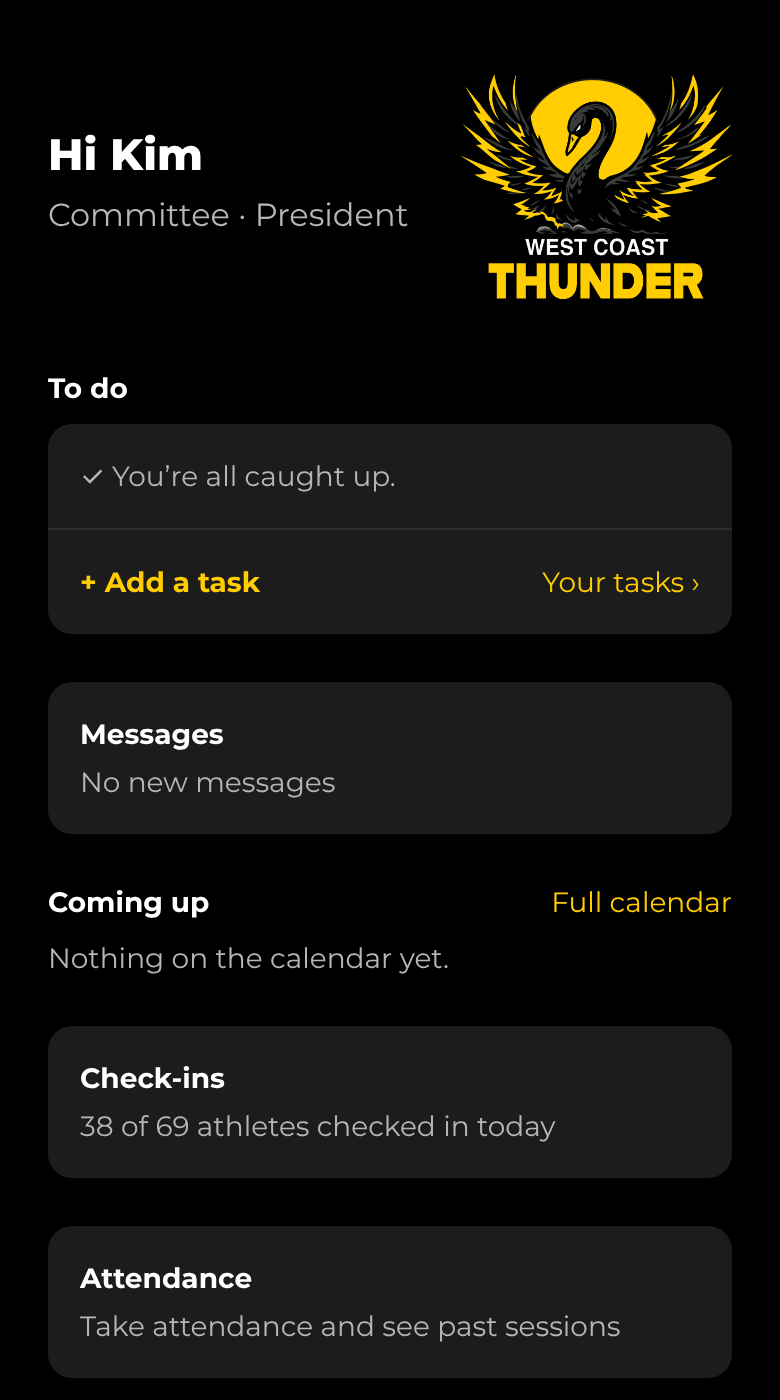 Hi Kim
Committee · President
WEST COAST
THUNDER
To do
✓ You’re all caught up.
+ Add a task
Your tasks ›
Messages
No new messages
Coming up
Full calendar
Nothing on the calendar yet.
Check-ins
38 of 69 athletes checked in today
Attendance
Take attendance and see past sessions